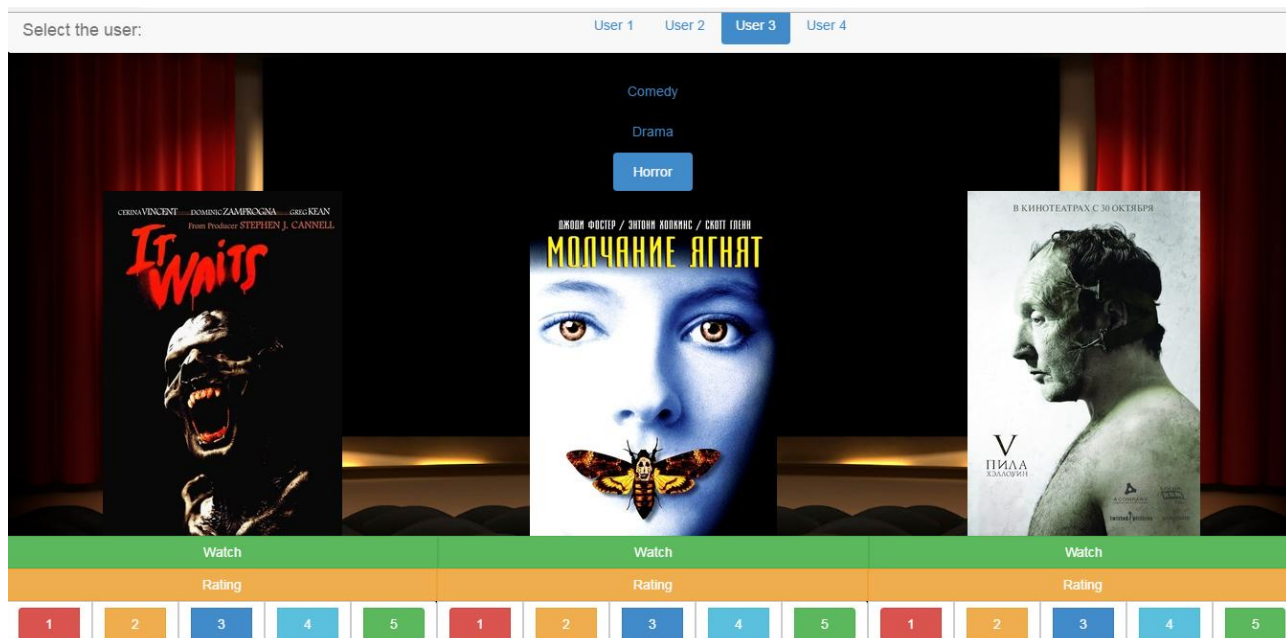 Select the user:
User 1 User 2 User 3 User 4
Comedy
Drama
Horror
CERINA VINCENT DOMINIC ZAMPROGNA GREG KEAN
From Producer STEPHEN J. CANNELL
IT WAITS
ДЖОДИ ФОСТЕР / ЭНТОНИ ХОПКИНС / СКОТТ ГЛЕНН
МОЛЧАНИЕ ЯГНЯТ
В КИНОТЕАТРАХ С 30 ОКТЯБРЯ
V
ПИЛА
ХЭЛЛОУИН
Watch Watch Watch
Rating Rating Rating
1 2 3 4 5 1 2 3 4 5 1 2 3 4 5